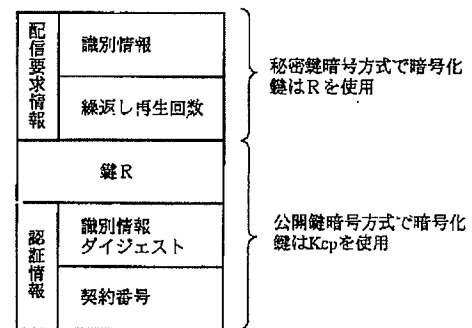 配信要求情報
識別情報
繰返し再生回数
秘密鍵暗号方式で暗号化
鍵はRを使用
鍵R
認証情報
識別情報
ダイジェスト
契約番号
公開鍵暗号方式で暗号化
鍵はKcpを使用